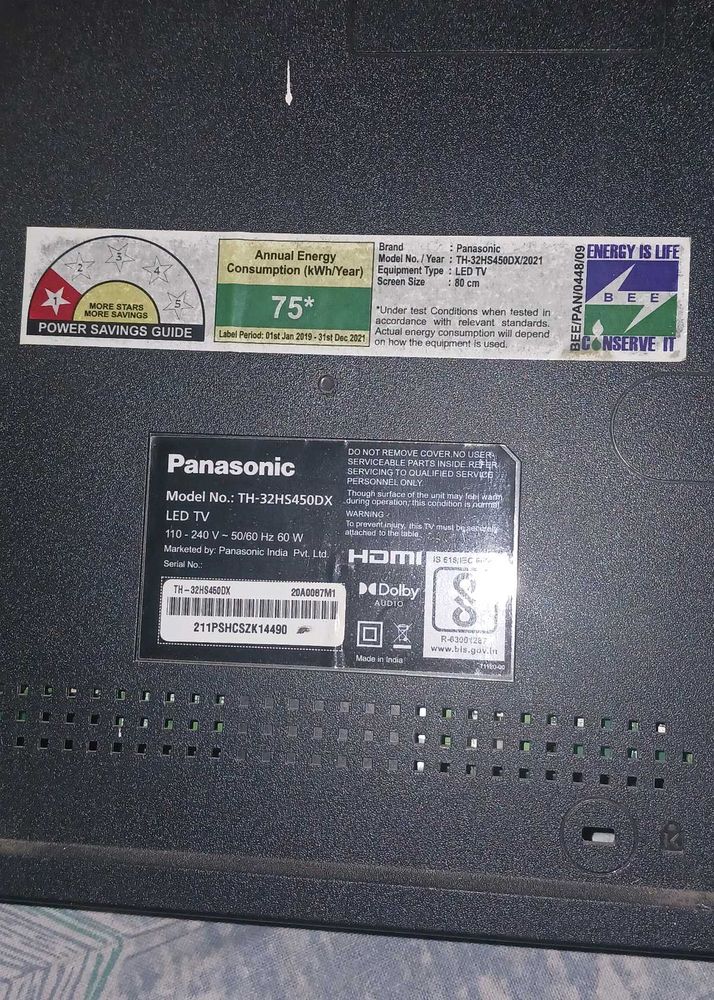 1
2
3
4
5
MORE STARS
MORE SAVINGS
POWER SAVINGS GUIDE
Annual Energy
Consumption (kWh/Year)
75*
Label Period: 01st Jan 2019 - 31st Dec 2021
Brand : Panasonic
Model No. / Year : TH-32HS450DX/2021
Equipment Type : LED TV
Screen Size : 80 cm
*Under test Conditions when tested in
accordance with relevant standards.
Actual energy consumption will depend
on how the equipment is used.
BEE/PAN/0448/09
ENERGY IS LIFE
BEE
CONSERVE IT
Panasonic
Model No.: TH-32HS450DX
LED TV
110 - 240 V ~ 50/60 Hz 60 W
Marketed by: Panasonic India Pvt. Ltd.
Serial No.:
TH-32HS450DX 20A0087M1
211PSHCSZK14490
DO NOT REMOVE COVER,NO USER-
SERVICEABLE PARTS INSIDE.REFER
SERVICING TO QUALIFIED SERVICE
PERSONNEL ONLY.
Though surface of the unit may feel warm
during operation; this condition is normal
WARNING :
To prevent injury, this TV must be securely
attached to the table.
HDMI
Dolby
AUDIO
Made in India
IS 616/IEC
R-63001287
www.bis.gov.in
K